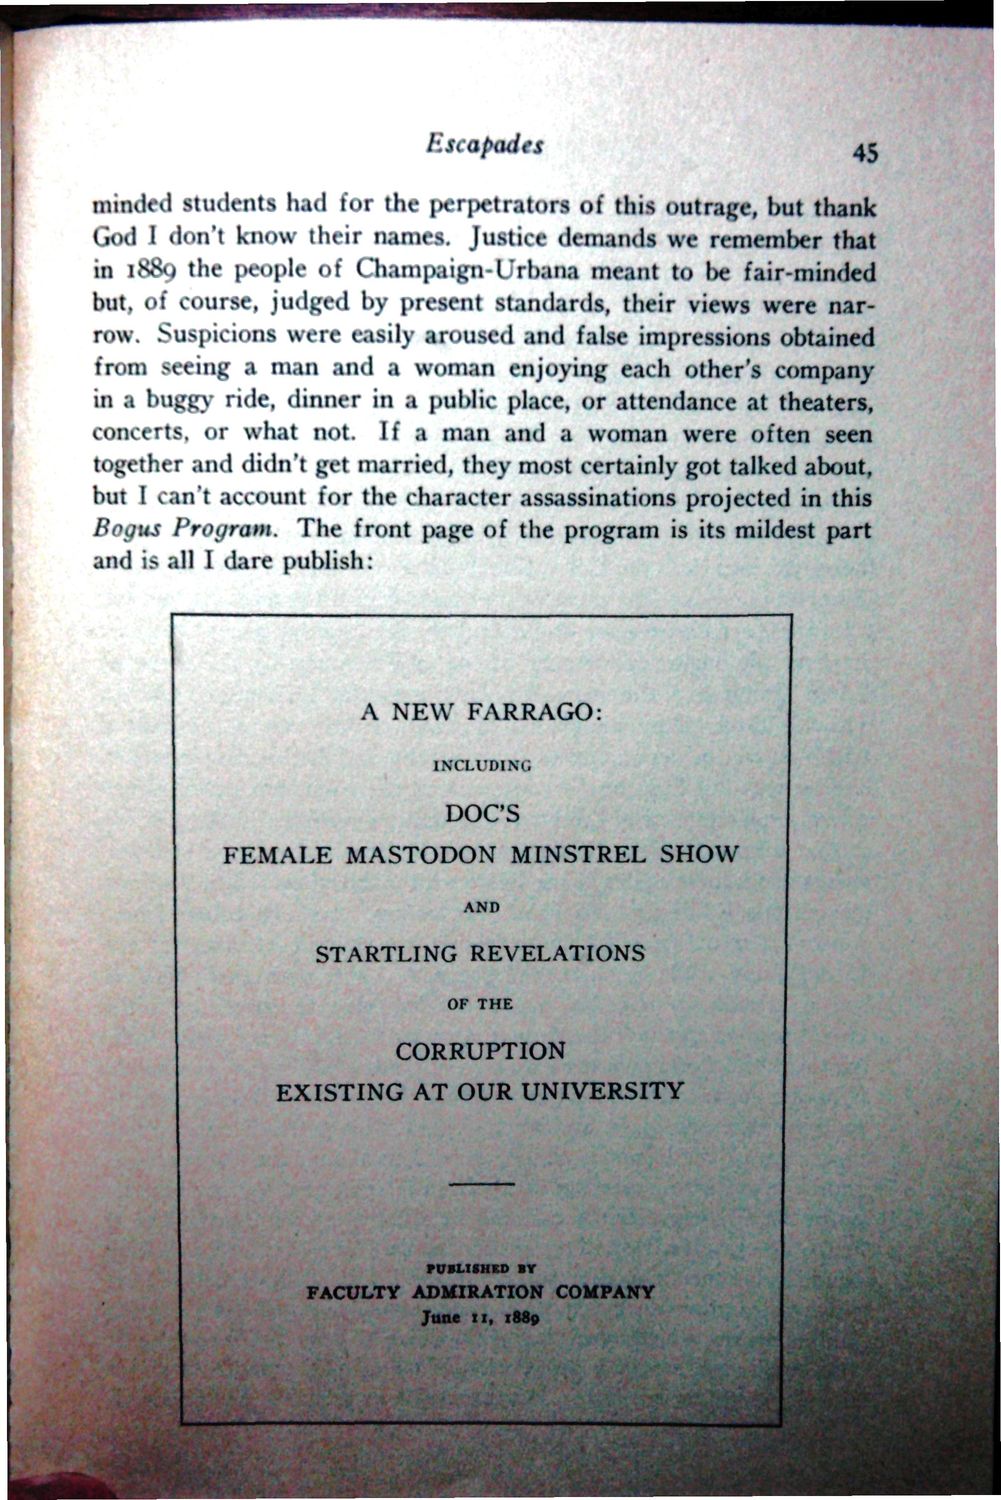 Escapades 45
minded students had for the perpetrators of this outrage, but thank
God I don't know their names. Justice demands we remember that
in 1889 the people of Champaign-Urbana meant to be fair-minded
but, of course, judged by present standards, their views were nar-
row. Suspicions were easily aroused and false impressions obtained
from seeing a man and a woman enjoying each other's company
in a buggy ride, dinner in a public place, or attendance at theaters,
concerts, or what not. If a man and a woman were often seen
together and didn't get married, they most certainly got talked about,
but I can't account for the character assassinations projected in this
Bogus Program. The front page of the program is its mildest part
and is all I dare publish:
A NEW FARRAGO:
INCLUDING
DOC'S
FEMALE MASTODON MINSTREL SHOW
AND
STARTLING REVELATIONS
OF THE
CORRUPTION
EXISTING AT OUR UNIVERSITY
PUBLISHED BY
FACULTY ADMIRATION COMPANY
June 11, 1889